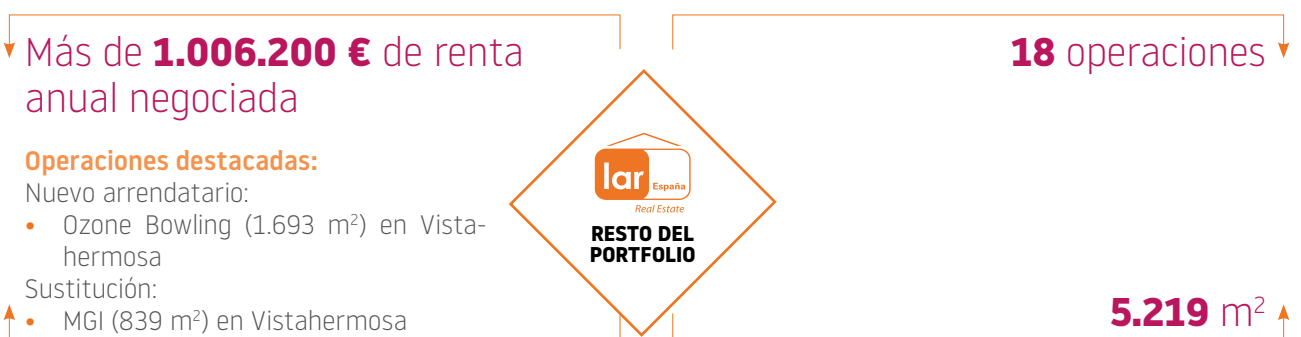 Más de 1.006.200 € de renta
anual negociada
Operaciones destacadas:
Nuevo arrendatario:
• Ozone Bowling (1.693 m²) en Vista-
hermosa
Sustitución:
• MGI (839 m²) en Vistahermosa
lar
España
Real Estate
RESTO DEL
PORTFOLIO
18 operaciones
5.219 m²